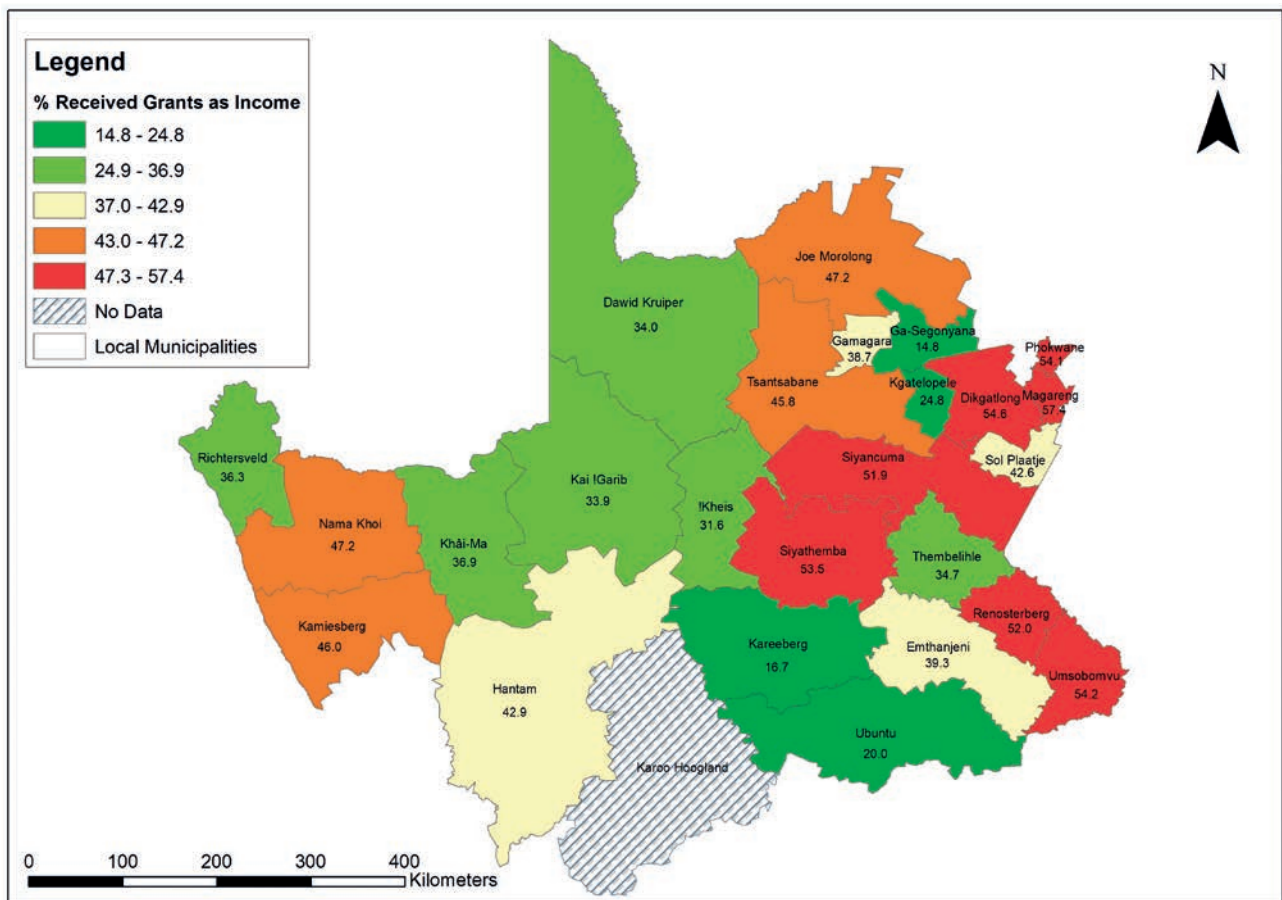 Legend
% Received Grants as Income
14.8 - 24.8
24.9 - 36.9
37.0 - 42.9
43.0 - 47.2
47.3 - 57.4
No Data
Local Municipalities
N
Joe Morolong
47.2
Dawid Kruiper
34.0
Ga-Segonyana
14.8
Gamagara
38.7
Phokwane
54.1
Tsantsabane
45.8
Kgatelopele
24.8
Dikgatlong
54.6
Magareng
57.4
Richtersveld
36.3
Siyancuma
51.9
Sol Plaatje
42.6
Kai !Garib
33.9
!Kheis
31.6
Nama Khoi
47.2
Khâi-Ma
36.9
Siyathemba
53.5
Thembelihle
34.7
Kamiesberg
46.0
Renosterberg
52.0
Kareeberg
16.7
Emthanjeni
39.3
Umsobomvu
54.2
Hantam
42.9
Ubuntu
20.0
Karoo Hoogland
0 100 200 300 400
Kilometers